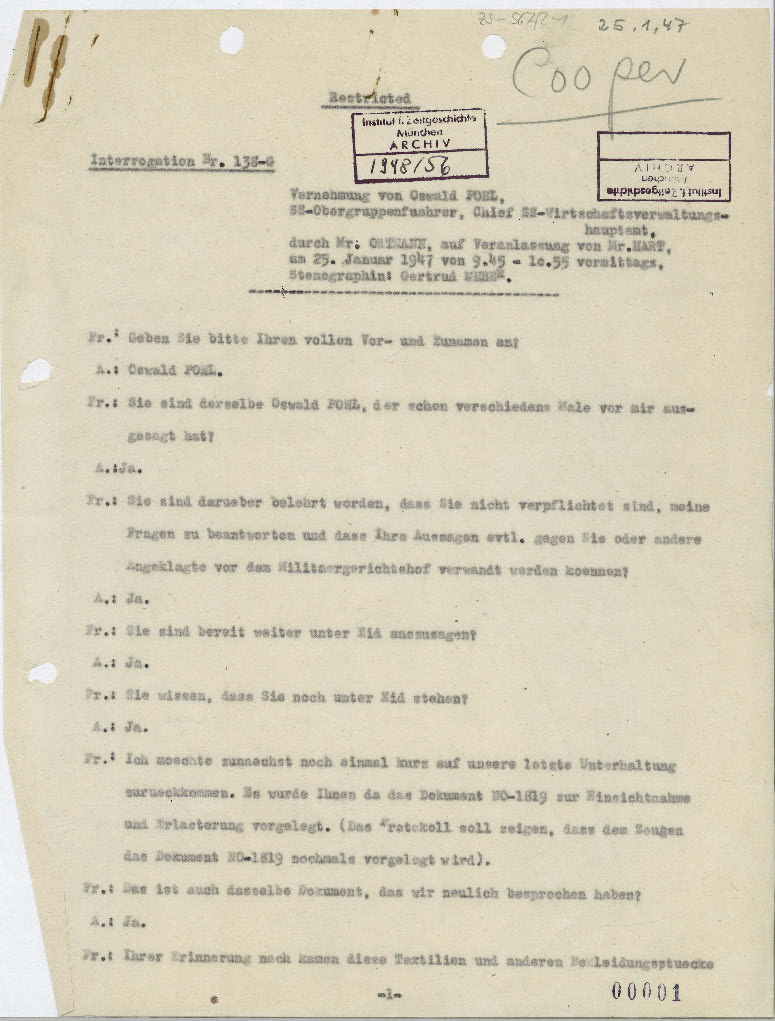 ZS-567/2-1
25.1.47
Cooper
Restricted
Institut f. Zeitgeschichte
München
ARCHIV
1948/56
Institut f. Zeitgeschichte
München
ARCHIV
Interrogation Nr. 138-G
Vernehmung von Oswald POHL,
SS-Obergruppenfuehrer, Chief SS-Wirtschaftsverwaltungs-
hauptamt,
durch Mr. ORTMANN, auf Veranlassung von Mr.HART,
am 25. Januar 1947 von 9.45 - 10.55 vormittags,
Stenographin: Gertrud WEBER.
Fr.: Geben Sie bitte Ihren vollen Vor- und Zunamen an?
A.: Oswald POHL.
Fr.: Sie sind derselbe Oswald POHL, der schon verschiedene Male vor mir aus-
gesagt hat?
A.:Ja.
Fr.: Sie sind darueber belehrt worden, dass Sie nicht verpflichtet sind, meine
Fragen zu beantworten und dass Ihre Aussagen evtl. gegen Sie oder andere
Angeklagte vor dem Militaergerichtshof verwandt werden koennen?
A.: Ja.
Fr.: Sie sind bereit weiter unter Eid auszusagen?
A.: Ja.
Fr.: Sie wissen, dass Sie noch unter Eid stehen?
A.: Ja.
Fr.: Ich moechte zunaechst noch einmal kurz auf unsere letzte Unterhaltung
zurueckkommen. Es wurde Ihnen da das Dokument NO-1819 zur Einsichtnahme
und Erlaeterung vorgelegt. (Das Protokoll soll zeigen, dass dem Zeugen
das Dokument NO-1819 nochmals vorgelegt wird).
Fr.: Das ist auch dasselbe Dokument, das wir neulich besprochen haben?
A.: Ja.
Fr.: Ihrer Erinnerung nach kamen diese Textilien und anderen Bekleidungsstuecke
-1-
00001